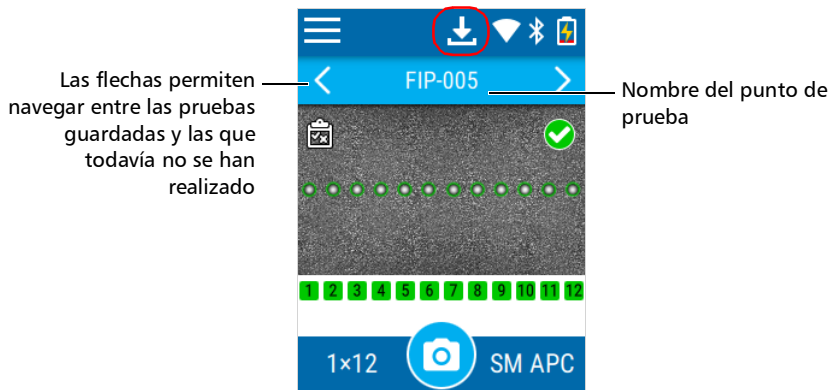 FIP-005
Las flechas permiten
navegar entre las pruebas
guardadas y las que
todavía no se han
realizado
Nombre del punto de
prueba
1 2 3 4 5 6 7 8 9 10 11 12
1×12
SM APC